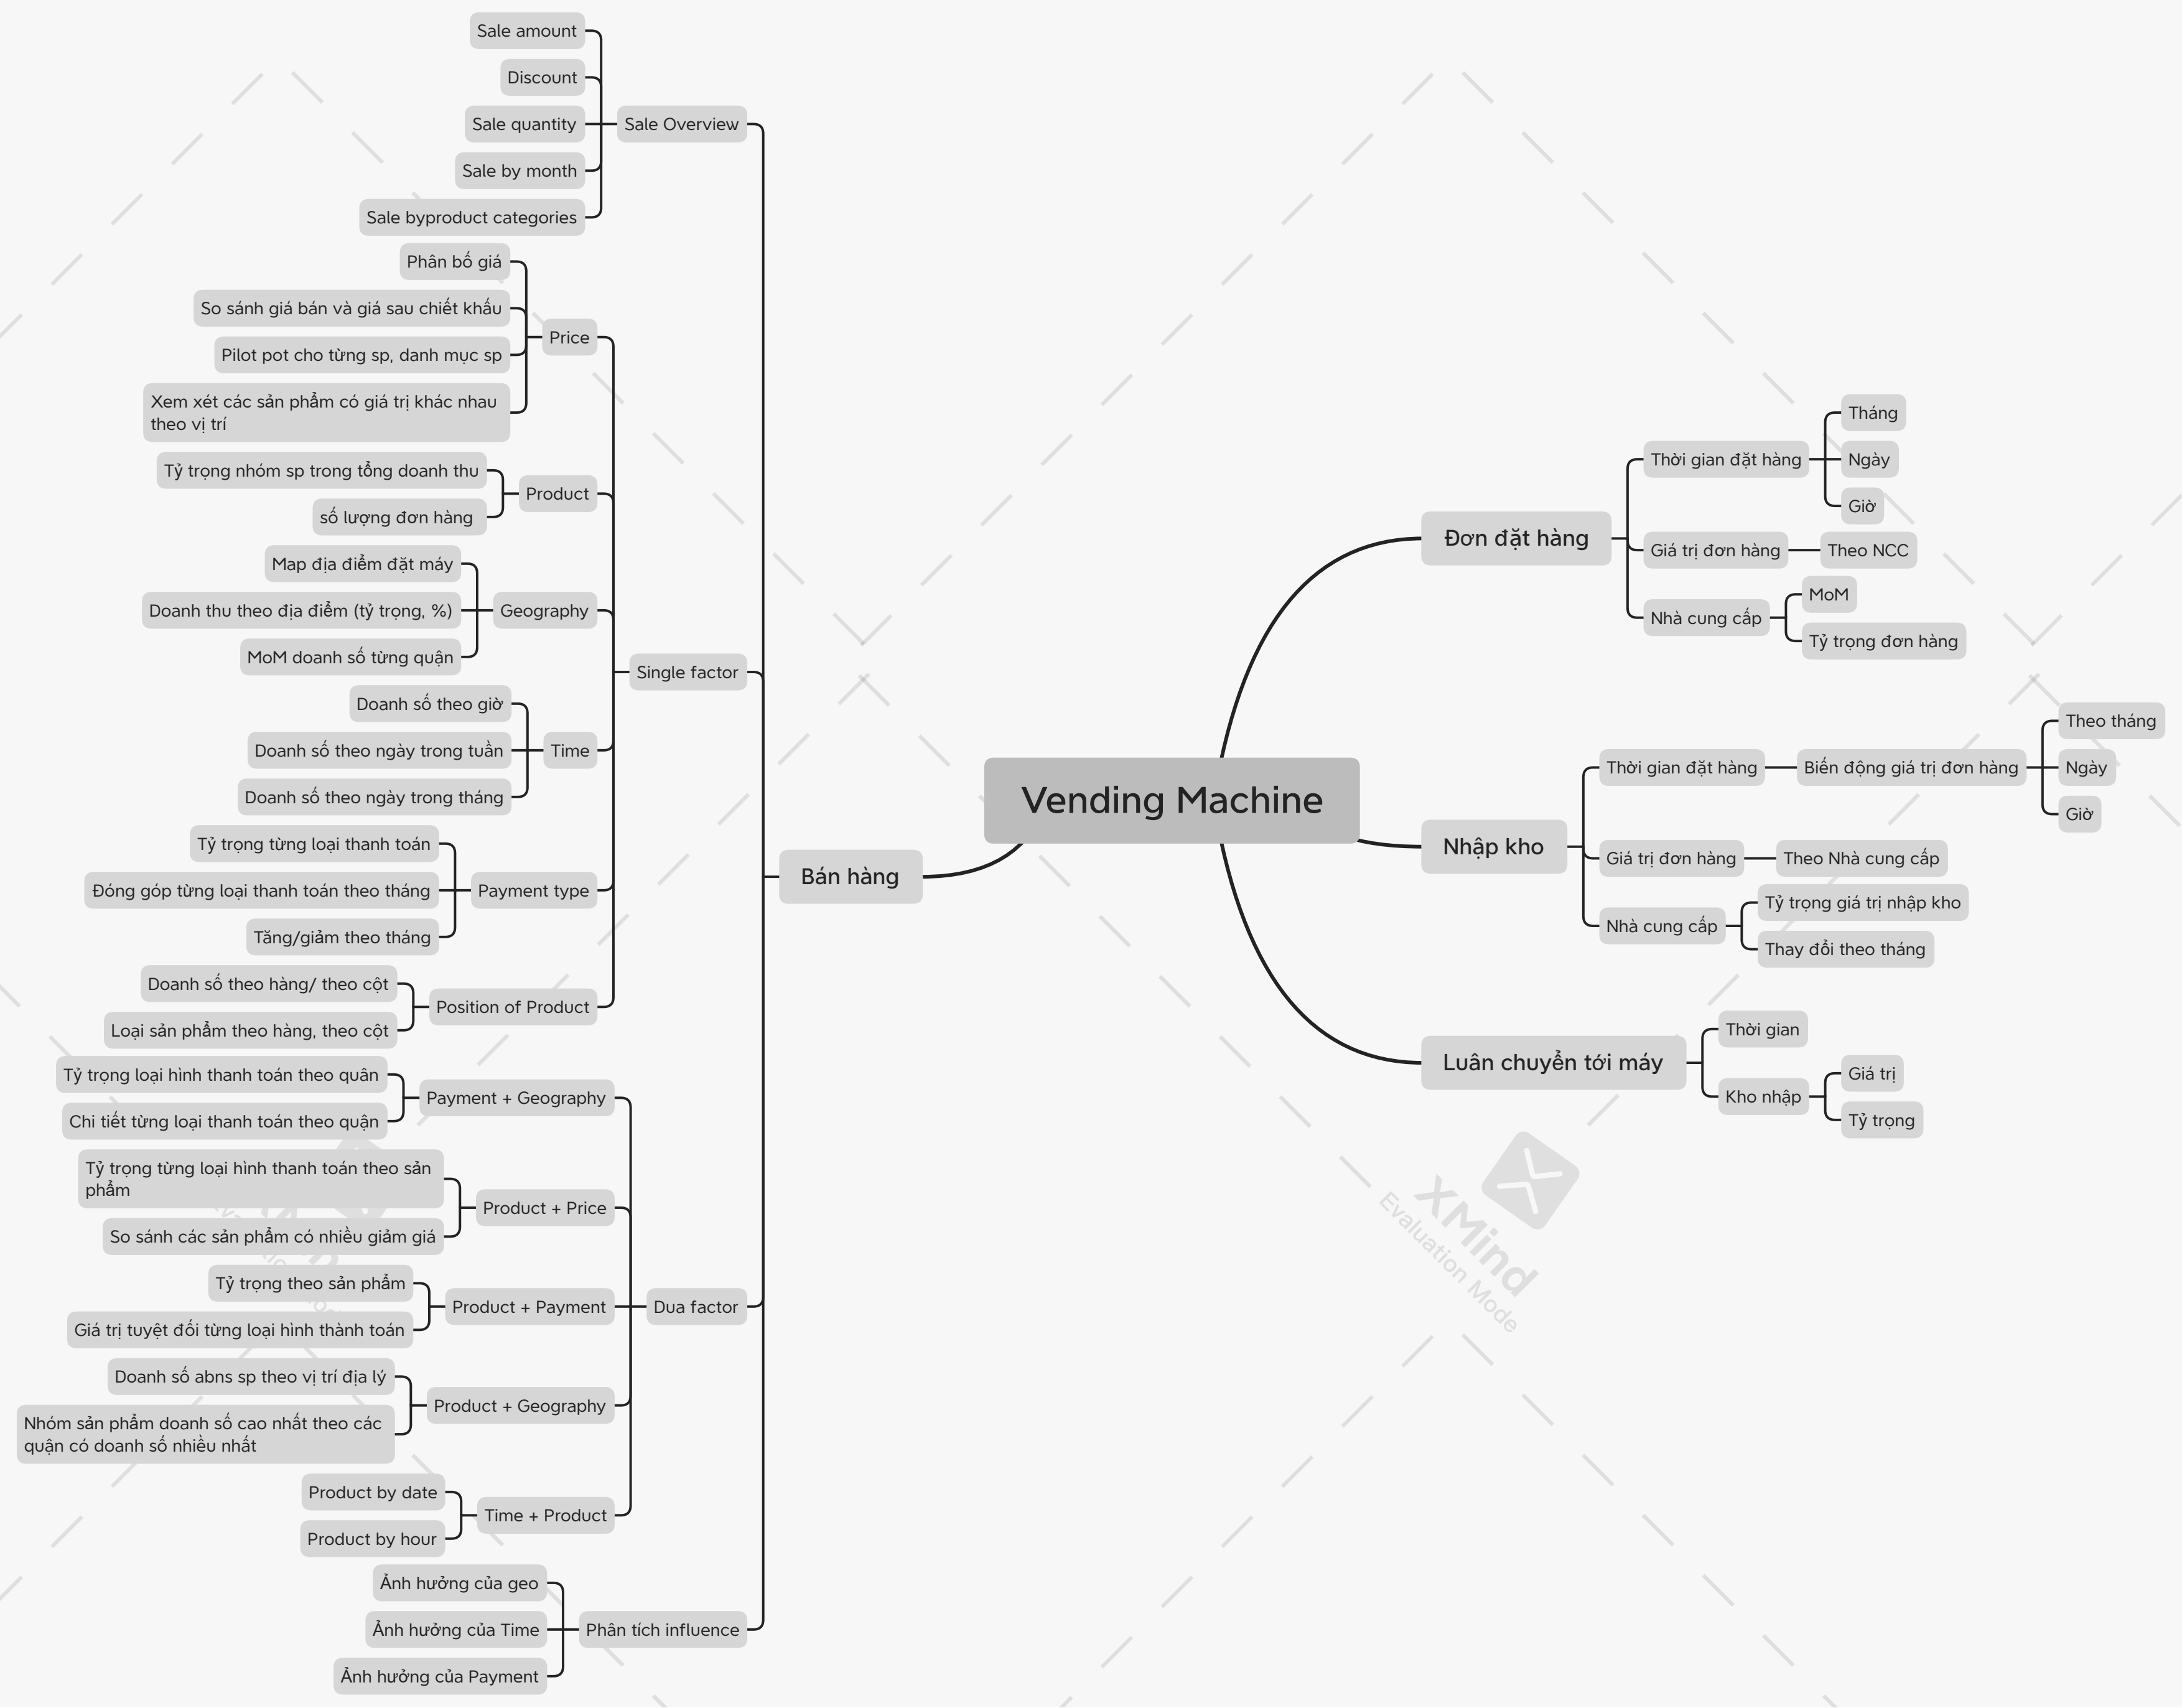 Vending Machine
Đơn đặt hàng
Thời gian đặt hàng
Tháng
Ngày
Giờ
Giá trị đơn hàng
Theo NCC
Nhà cung cấp
MoM
Tỷ trọng đơn hàng
Nhập kho
Thời gian đặt hàng
Biến động giá trị đơn hàng
Theo tháng
Ngày
Giờ
Giá trị đơn hàng
Theo Nhà cung cấp
Nhà cung cấp
Tỷ trọng giá trị nhập kho
Thay đổi theo tháng
Luân chuyển tới máy
Thời gian
Kho nhập
Giá trị
Tỷ trọng
Bán hàng
Sale Overview
Sale amount
Discount
Sale quantity
Sale by month
Sale byproduct categories
Single factor
Price
Phân bố giá
So sánh giá bán và giá sau chiết khấu
Pilot pot cho từng sp, danh mục sp
Xem xét các sản phẩm có giá trị khác nhau
theo vị trí
Product
Tỷ trọng nhóm sp trong tổng doanh thu
số lượng đơn hàng
Geography
Map địa điểm đặt máy
Doanh thu theo địa điểm (tỷ trọng, %)
MoM doanh số từng quận
Time
Doanh số theo giờ
Doanh số theo ngày trong tuần
Doanh số theo ngày trong tháng
Payment type
Tỷ trọng từng loại thanh toán
Đóng góp từng loại thanh toán theo tháng
Tăng/giảm theo tháng
Position of Product
Doanh số theo hàng/ theo cột
Loại sản phẩm theo hàng, theo cột
Dua factor
Payment + Geography
Tỷ trọng loại hình thanh toán theo quân
Chi tiết từng loại thanh toán theo quận
Product + Price
Tỷ trọng từng loại hình thanh toán theo sản
phẩm
So sánh các sản phẩm có nhiều giảm giá
Product + Payment
Tỷ trọng theo sản phẩm
Giá trị tuyệt đối từng loại hình thành toán
Product + Geography
Doanh số abns sp theo vị trí địa lý
Nhóm sản phẩm doanh số cao nhất theo các
quận có doanh số nhiều nhất
Time + Product
Product by date
Product by hour
Phân tích influence
Ảnh hưởng của geo
Ảnh hưởng của Time
Ảnh hưởng của Payment
XMind
Evaluation Mode